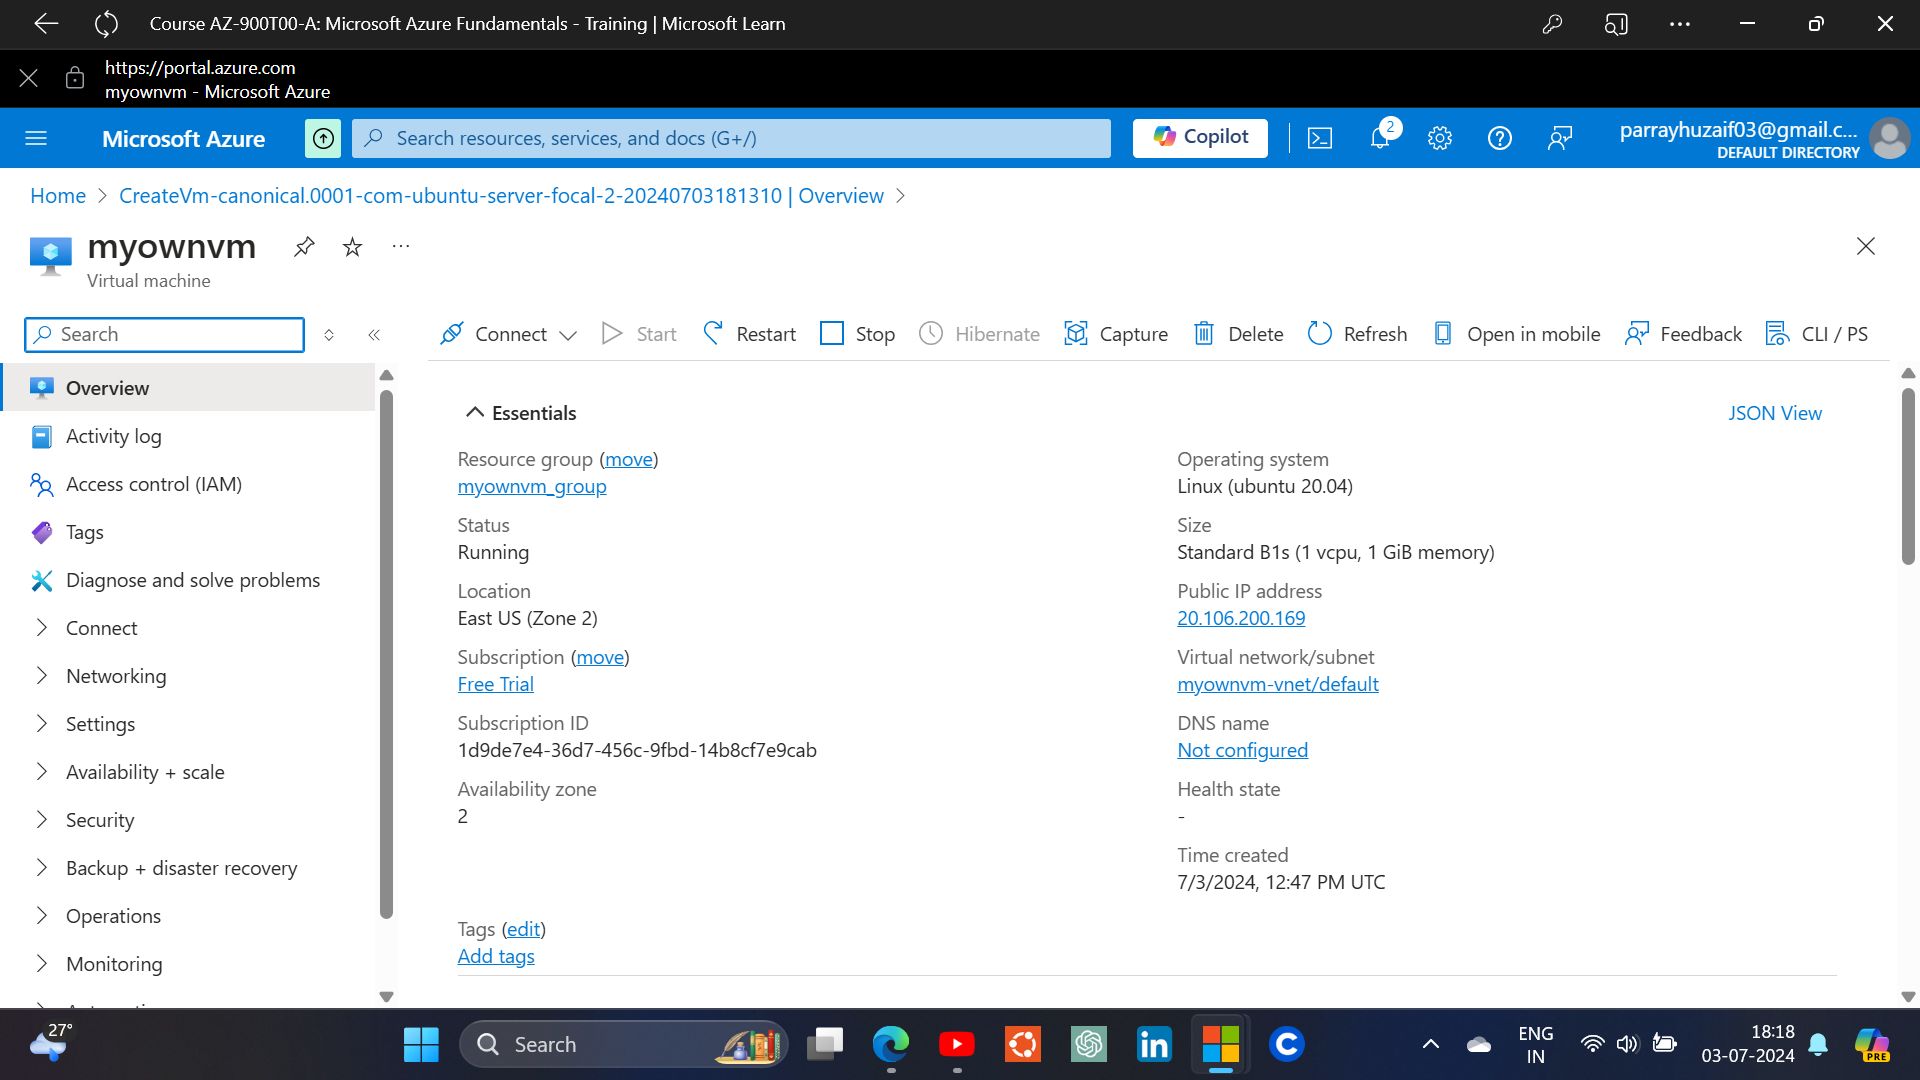 Course AZ-900T00-A: Microsoft Azure Fundamentals - Training | Microsoft Learn
https://portal.azure.com
myownvm - Microsoft Azure
Microsoft Azure
Search resources, services, and docs (G+/)
Copilot
2
parrayhuzaif03@gmail.c...
DEFAULT DIRECTORY
Home > CreateVm-canonical.0001-com-ubuntu-server-focal-2-20240703181310 | Overview >
myownvm
Virtual machine
Search
Connect
Start
Restart
Stop
Hibernate
Capture
Delete
Refresh
Open in mobile
Feedback
CLI / PS
Overview
Activity log
Access control (IAM)
Tags
Diagnose and solve problems
Connect
Networking
Settings
Availability + scale
Security
Backup + disaster recovery
Operations
Monitoring
Essentials
JSON View
Resource group (move)
myownvm_group
Status
Running
Location
East US (Zone 2)
Subscription (move)
Free Trial
Subscription ID
1d9de7e4-36d7-456c-9fbd-14b8cf7e9cab
Availability zone
2
Operating system
Linux (ubuntu 20.04)
Size
Standard B1s (1 vcpu, 1 GiB memory)
Public IP address
20.106.200.169
Virtual network/subnet
myownvm-vnet/default
DNS name
Not configured
Health state
-
Time created
7/3/2024, 12:47 PM UTC
Tags (edit)
Add tags
27°
Search
in
C
ENG
IN
18:18
03-07-2024
PRE